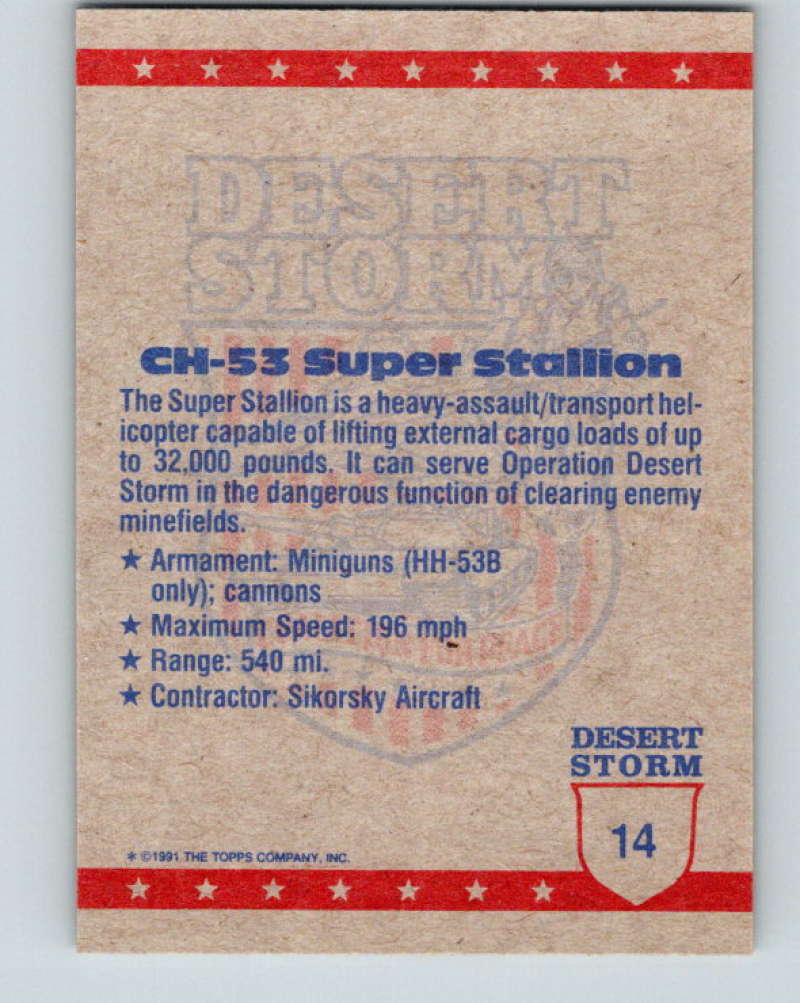 DESERT
STORM
CH-53 Super Stallion
The Super Stallion is a heavy-assault/transport hel-
icopter capable of lifting external cargo loads of up
to 32,000 pounds. It can serve Operation Desert
Storm in the dangerous function of clearing enemy
minefields.
★ Armament: Miniguns (HH-53B
only); cannons
★ Maximum Speed: 196 mph
★ Range: 540 mi.
★ Contractor: Sikorsky Aircraft
DESERT
STORM
14
* ©1991 THE TOPPS COMPANY, INC.